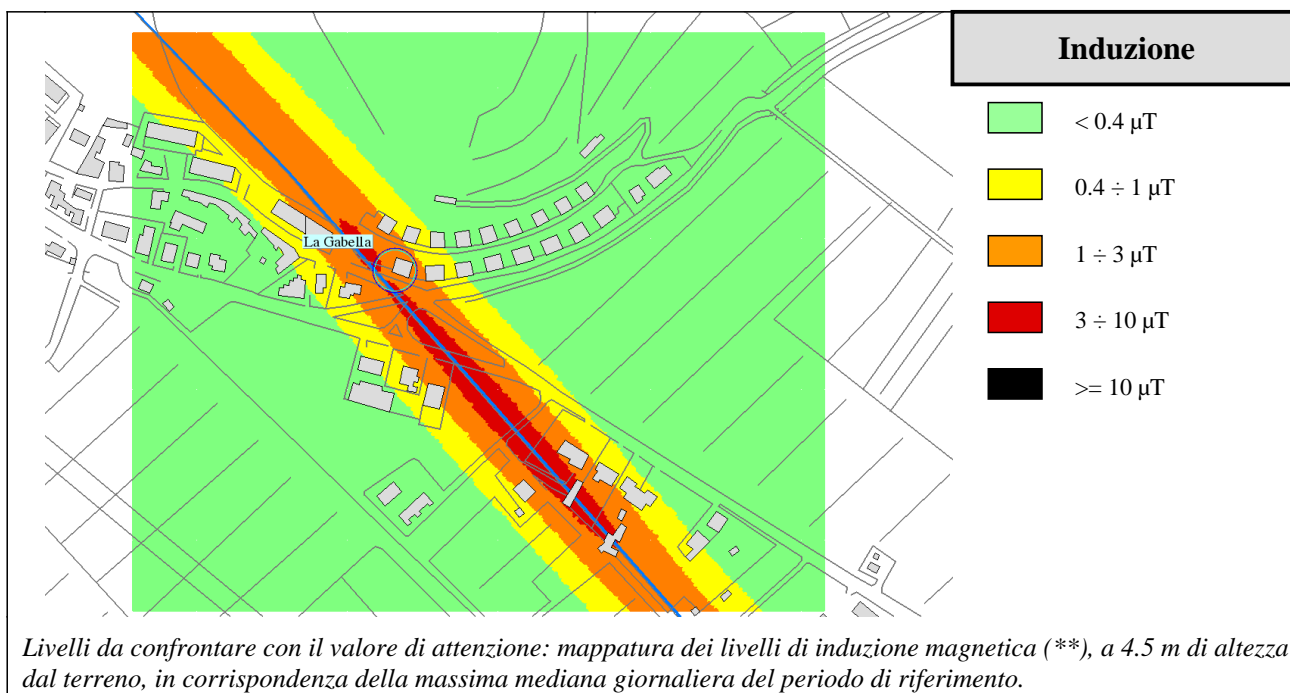 Induzione
< 0.4 µT
0.4 ÷ 1 µT
1 ÷ 3 µT
3 ÷ 10 µT
>= 10 µT
La Gabella
Livelli da confrontare con il valore di attenzione: mappatura dei livelli di induzione magnetica (**), a 4.5 m di altezza
dal terreno, in corrispondenza della massima mediana giornaliera del periodo di riferimento.